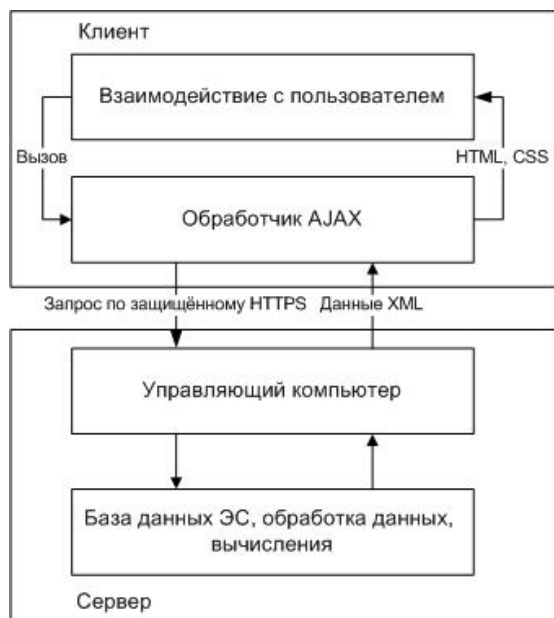 Клиент
Взаимодействие с пользователем
Вызов
HTML, CSS
Обработчик AJAX
Запрос по защищённому HTTPS
Данные XML
Управляющий компьютер
База данных ЭС, обработка данных,
вычисления
Сервер